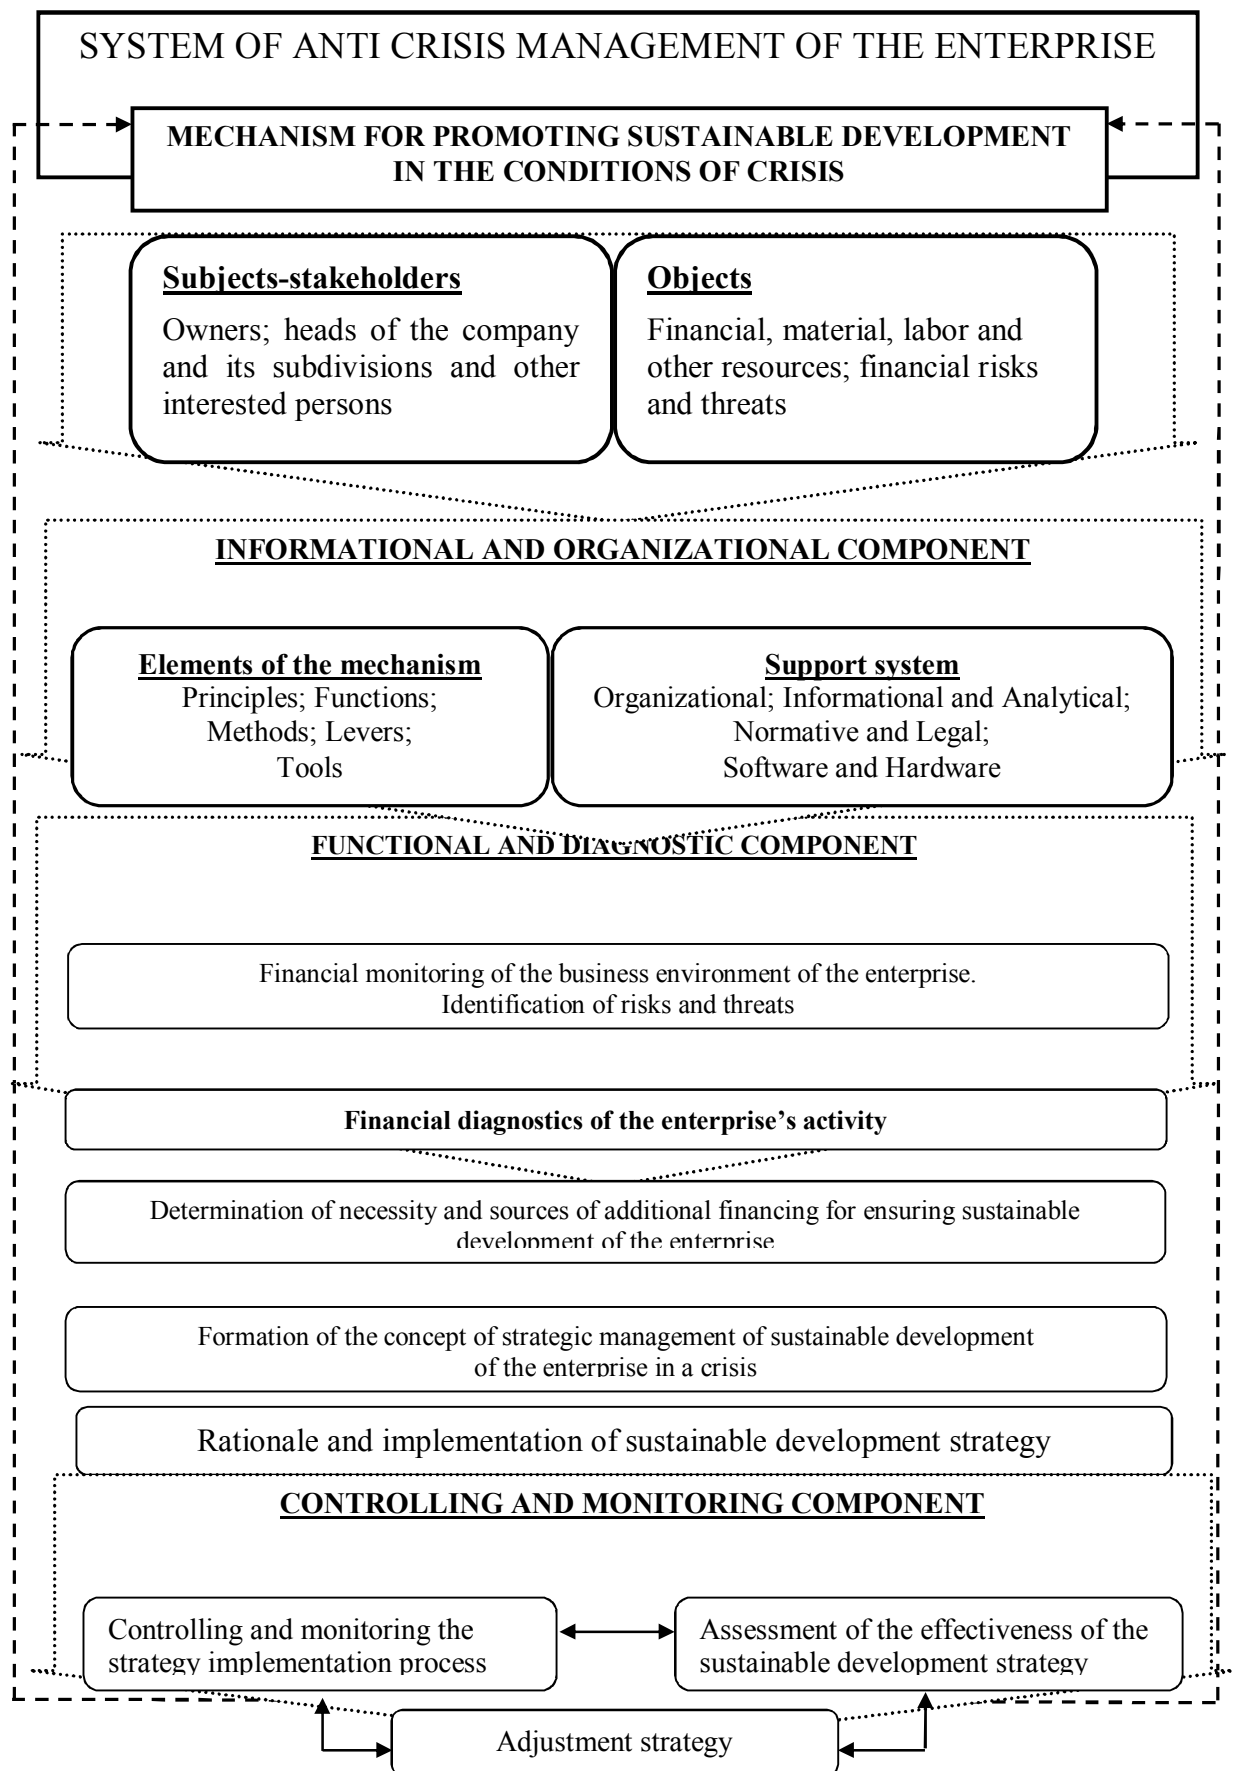 SYSTEM OF ANTI CRISIS MANAGEMENT OF THE ENTERPRISE
MECHANISM FOR PROMOTING SUSTAINABLE DEVELOPMENT
IN THE CONDITIONS OF CRISIS
Subjects-stakeholders
Owners; heads of the company
and its subdivisions and other
interested persons
Objects
Financial, material, labor and
other resources; financial risks
and threats
INFORMATIONAL AND ORGANIZATIONAL COMPONENT
Elements of the mechanism
Principles; Functions;
Methods; Levers;
Tools
Support system
Organizational; Informational and Analytical;
Normative and Legal;
Software and Hardware
FUNCTIONAL AND DIAGNOSTIC COMPONENT
Financial monitoring of the business environment of the enterprise.
Identification of risks and threats
Financial diagnostics of the enterprise’s activity
Determination of necessity and sources of additional financing for ensuring sustainable
development of the enterprise
Formation of the concept of strategic management of sustainable development
of the enterprise in a crisis
Rationale and implementation of sustainable development strategy
CONTROLLING AND MONITORING COMPONENT
Controlling and monitoring the
strategy implementation process
Assessment of the effectiveness of the
sustainable development strategy
Adjustment strategy